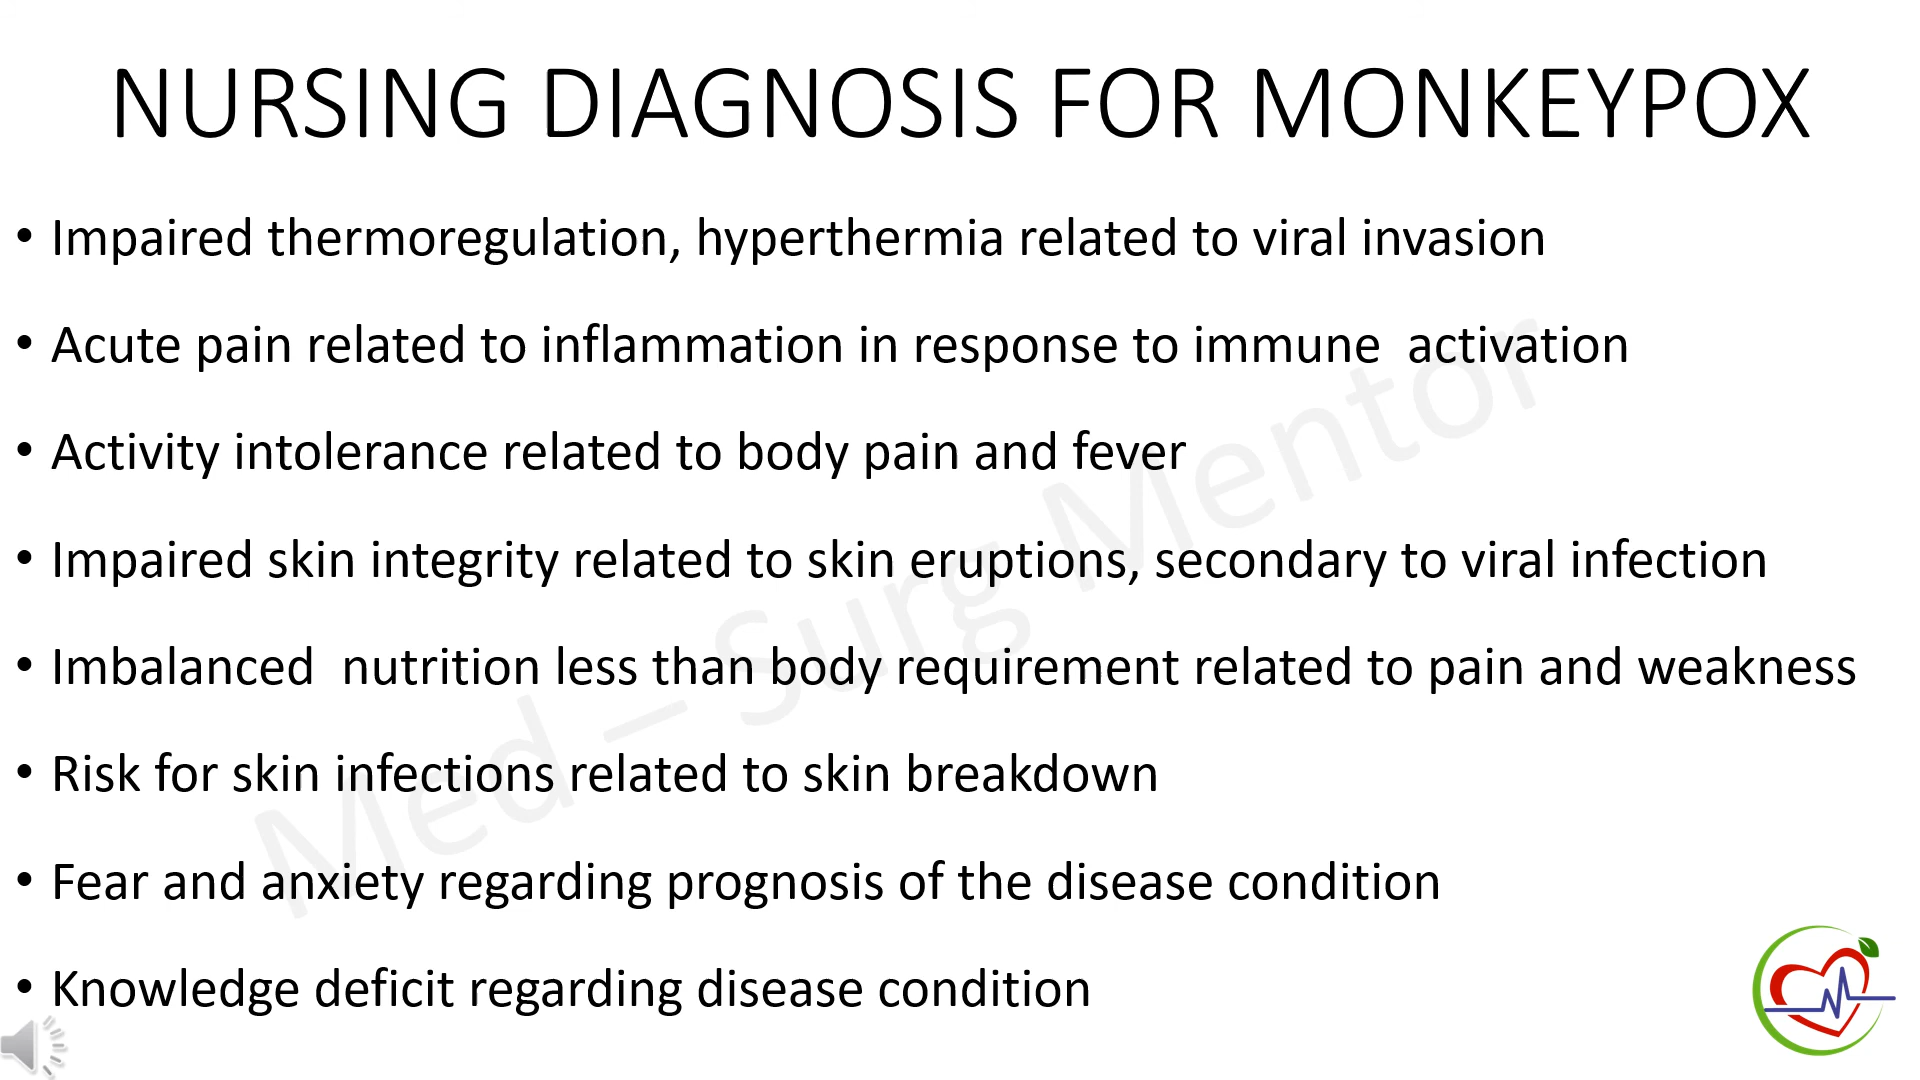 NURSING DIAGNOSIS FOR MONKEYPOX
• Impaired thermoregulation, hyperthermia related to viral invasion
• Acute pain related to inflammation in response to immune  activation
• Activity intolerance related to body pain and fever
• Impaired skin integrity related to skin eruptions, secondary to viral infection
• Imbalanced  nutrition less than body requirement related to pain and weakness
• Risk for skin infections related to skin breakdown
• Fear and anxiety regarding prognosis of the disease condition
• Knowledge deficit regarding disease condition
Med – Surg Mentor